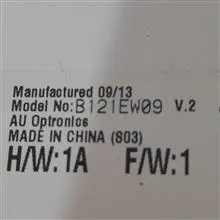 Manufactured 09/13
Model No:B121EW09 V.2
AU Optronics
MADE IN CHINA (S03)
H/W:1A F/W:1